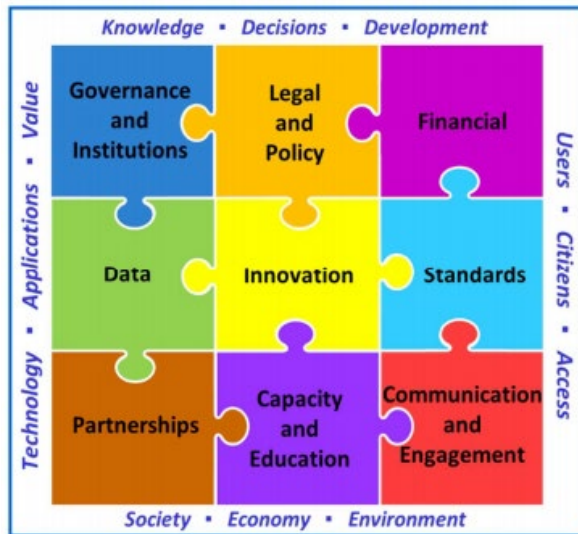 Knowledge ▪ Decisions ▪ Development
Technology ▪ Applications ▪ Value
Governance
and
Institutions
Legal
and
Policy
Financial
Data
Innovation
Standards
Partnerships
Capacity
and
Education
Communication
and
Engagement
Users ▪ Citizens ▪ Access
Society ▪ Economy ▪ Environment